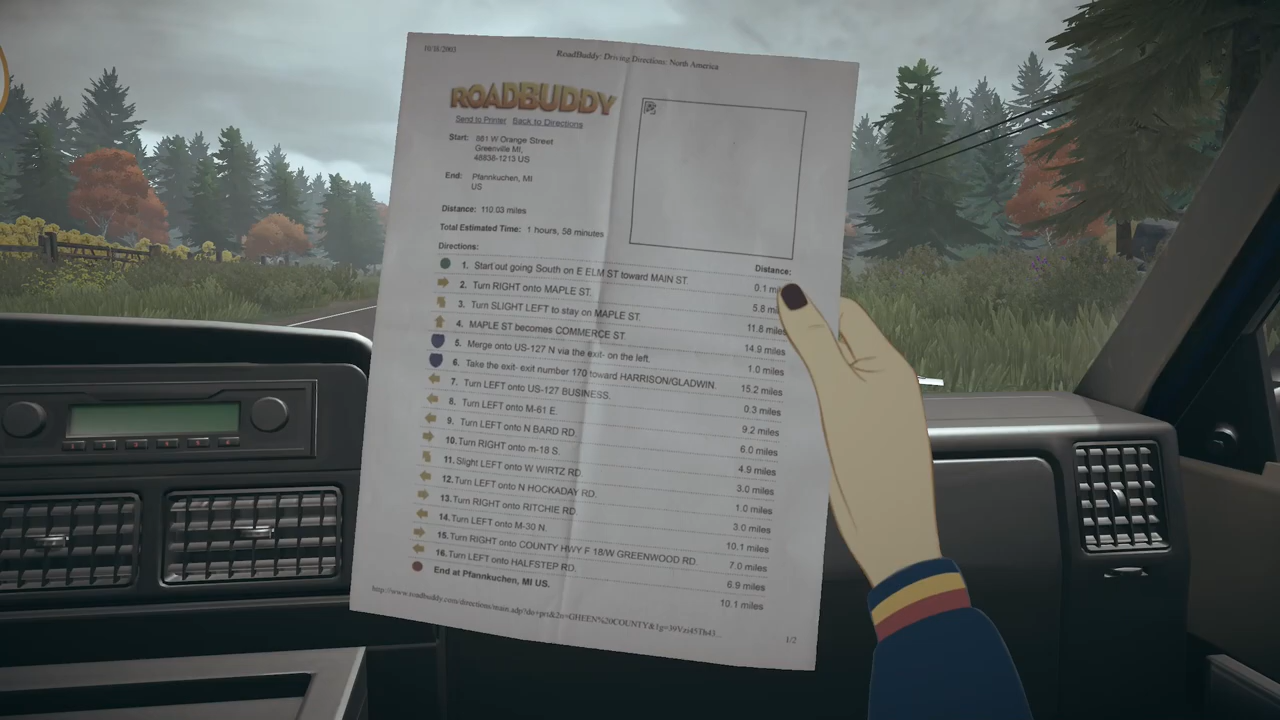 10/18/2003
RoadBuddy: Driving Directions: North America
ROADBUDDY
Send to Printer Back to Directions
Start: 881 W Orange Street
Greenville MI,
48838-1213 US
End: Pfannkuchen, MI
US
Distance: 110.03 miles
Total Estimated Time: 1 hours, 58 minutes
Directions: Distance:
1. Start out going South on E ELM ST toward MAIN ST. 0.1 mi
2. Turn RIGHT onto MAPLE ST. 5.8 mi
3. Turn SLIGHT LEFT to stay on MAPLE ST. 11.8 miles
4. MAPLE ST becomes COMMERCE ST. 14.9 miles
5. Merge onto US-127 N via the exit- on the left. 1.0 miles
6. Take the exit- exit number 170 toward HARRISON/GLADWIN. 15.2 miles
7. Turn LEFT onto US-127 BUSINESS. 0.3 miles
8. Turn LEFT onto M-61 E. 9.2 miles
9. Turn LEFT onto N BARD RD. 6.0 miles
10. Turn RIGHT onto m-18 S. 4.9 miles
11. Slight LEFT onto W WIRTZ RD. 3.0 miles
12. Turn LEFT onto N HOCKADAY RD. 1.0 miles
13. Turn RIGHT onto RITCHIE RD. 3.0 miles
14. Turn LEFT onto M-30 N. 10.1 miles
15. Turn RIGHT onto COUNTY HWY F 18/W GREENWOOD RD. 7.0 miles
16. Turn LEFT onto HALFSTEP RD. 6.9 miles
End at Pfannkuchen, MI US. 10.1 miles
1/2